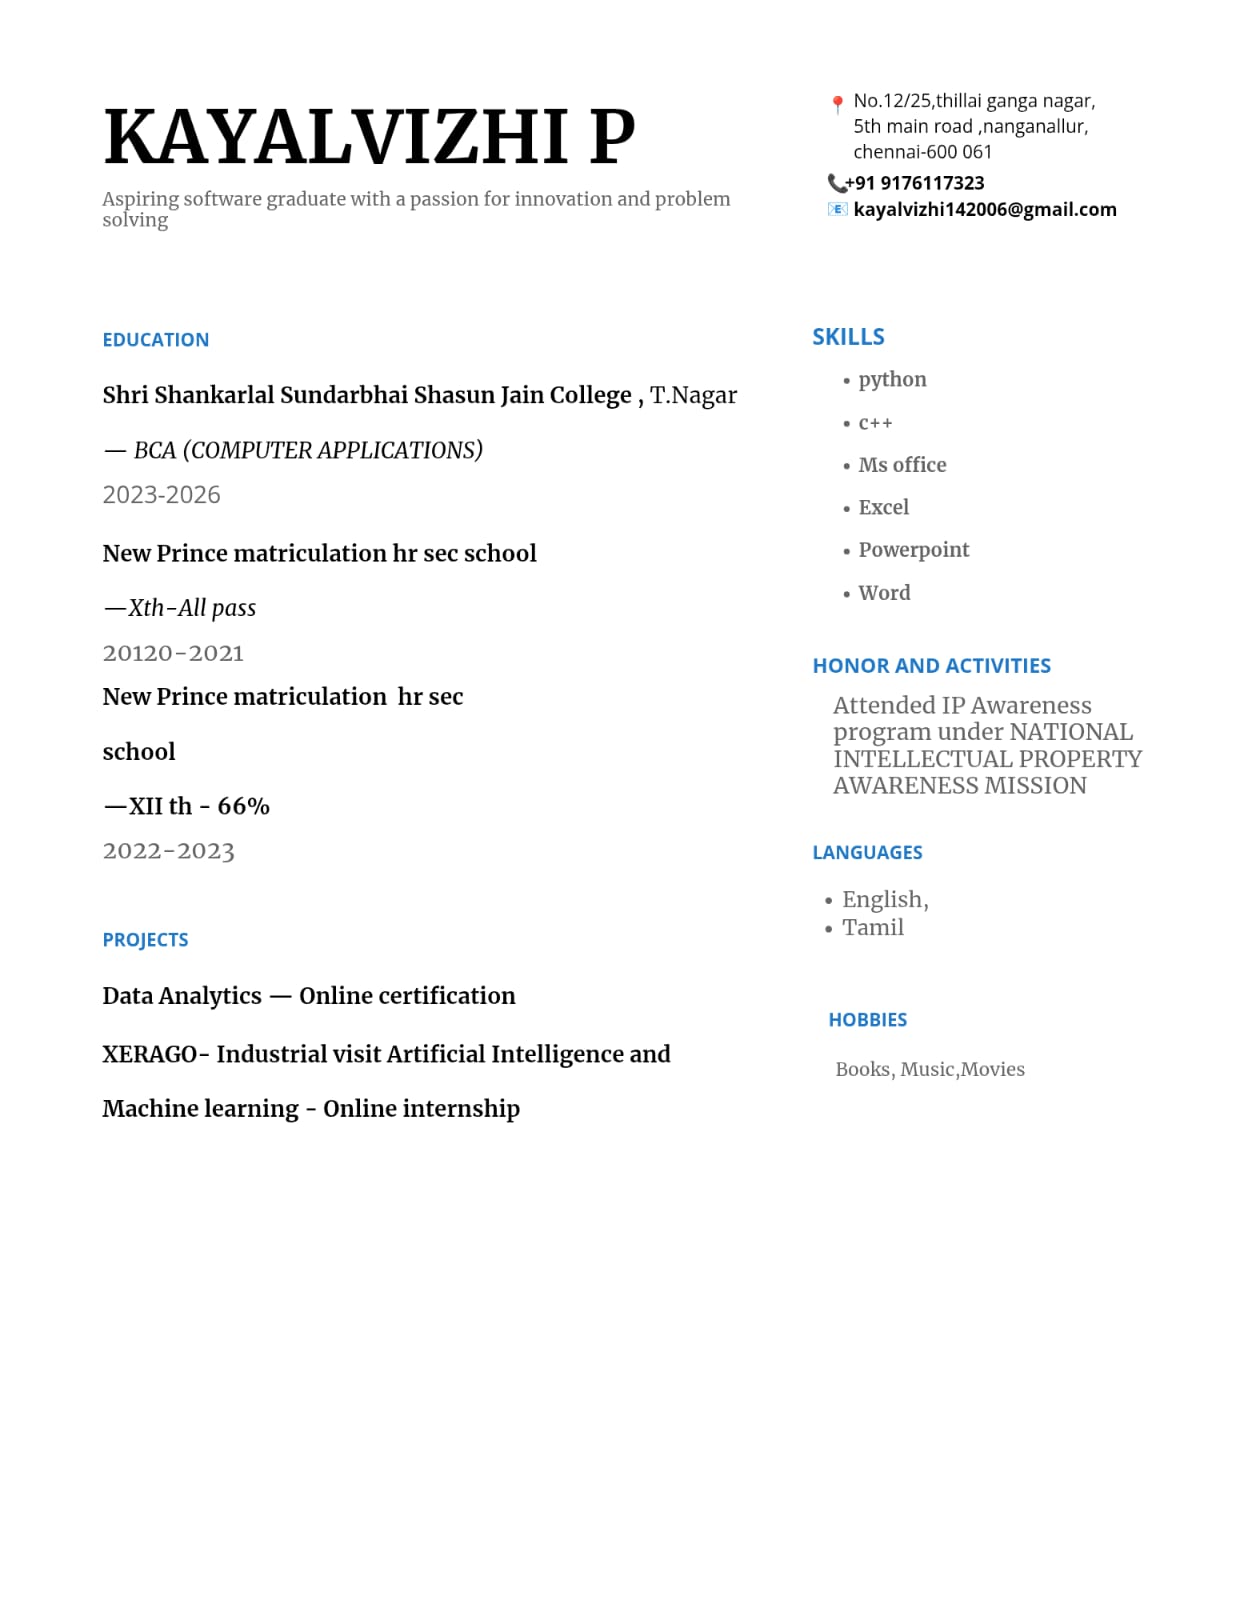 KAYALVIZHI P
Aspiring software graduate with a passion for innovation and problem
solving
No.12/25,thillai ganga nagar,
5th main road ,nanganallur,
chennai-600 061
+91 9176117323
kayalvizhi142006@gmail.com
EDUCATION
Shri Shankarlal Sundarbhai Shasun Jain College , T.Nagar
— BCA (COMPUTER APPLICATIONS)
2023-2026
New Prince matriculation hr sec school
—Xth-All pass
20120-2021
New Prince matriculation  hr sec
school
—XII th - 66%
2022-2023
PROJECTS
Data Analytics — Online certification
XERAGO- Industrial visit Artificial Intelligence and
Machine learning - Online internship
SKILLS
• python
• c++
• Ms office
• Excel
• Powerpoint
• Word
HONOR AND ACTIVITIES
Attended IP Awareness
program under NATIONAL
INTELLECTUAL PROPERTY
AWARENESS MISSION
LANGUAGES
• English,
• Tamil
HOBBIES
Books, Music,Movies